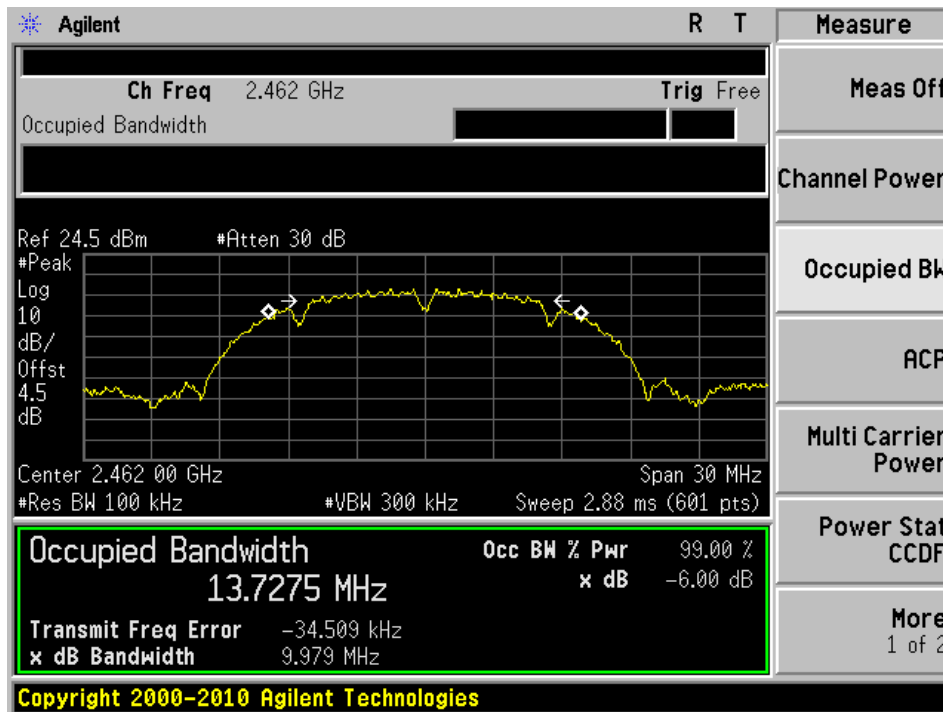 Agilent R T
Ch Freq 2.462 GHz Trig Free
Occupied Bandwidth
Ref 24.5 dBm #Atten 30 dB
#Peak
Log
10
dB/
Offst
4.5
dB
Center 2.462 00 GHz Span 30 MHz
#Res BW 100 kHz #VBW 300 kHz Sweep 2.88 ms (601 pts)
Occupied Bandwidth Occ BW % Pwr 99.00 %
13.7275 MHz x dB -6.00 dB
Transmit Freq Error -34.509 kHz
x dB Bandwidth 9.979 MHz
Copyright 2000-2010 Agilent Technologies
Measure
Meas Off
Channel Power
Occupied BW
ACP
Multi Carrier
Power
Power Stat
CCDF
More
1 of 2